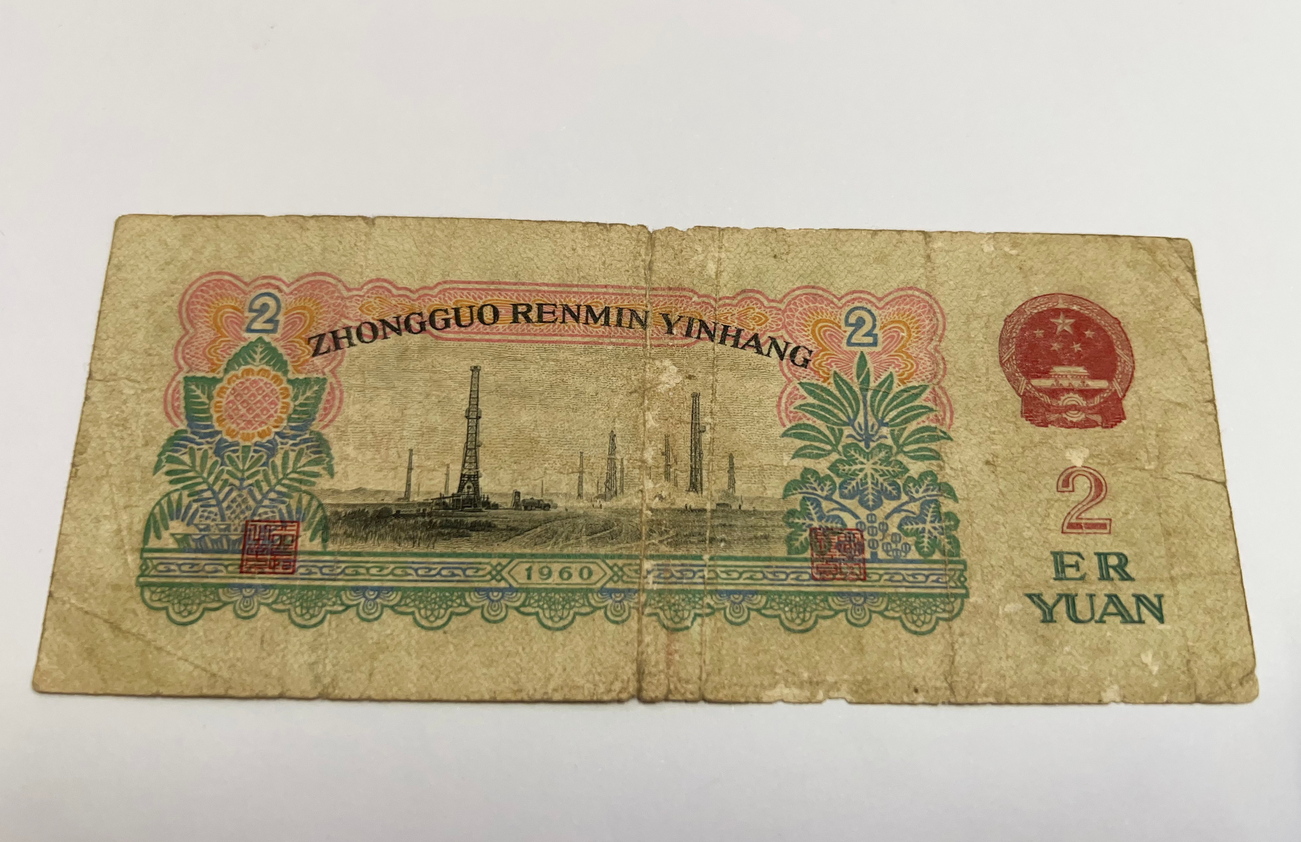 ZHONGGUO RENMIN YINHANG
2
2
1960
2
ER
YUAN